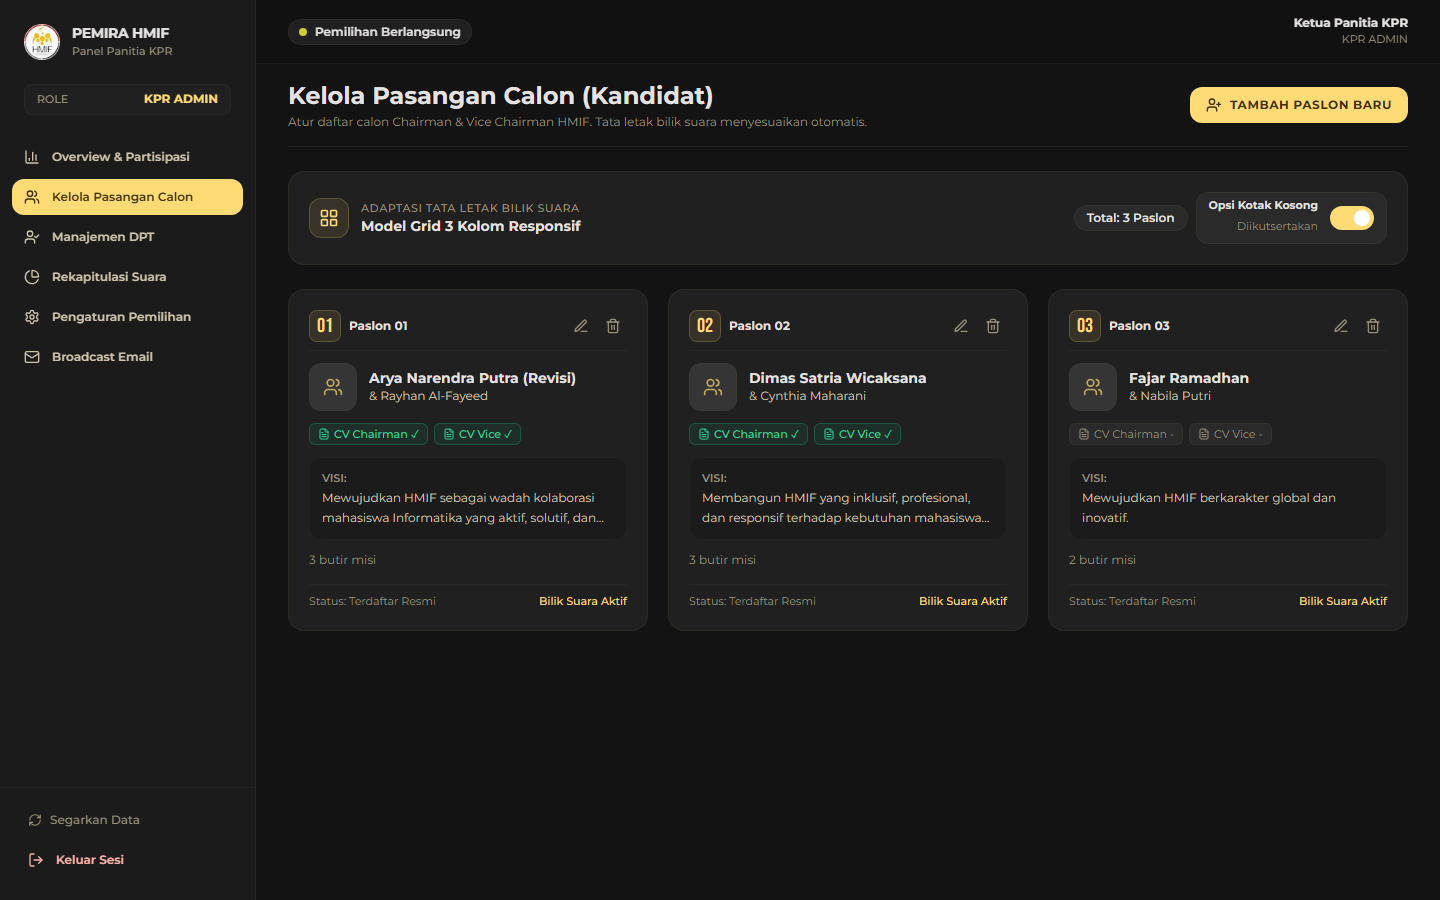 HMIF
PEMIRA HMIF
Panel Panitia KPR
ROLE KPR ADMIN
Overview & Partisipasi
Kelola Pasangan Calon
Manajemen DPT
Rekapitulasi Suara
Pengaturan Pemilihan
Broadcast Email
Segarkan Data
Keluar Sesi
Pemilihan Berlangsung
Ketua Panitia KPR
KPR ADMIN
Kelola Pasangan Calon (Kandidat)
Atur daftar calon Chairman & Vice Chairman HMIF. Tata letak bilik suara menyesuaikan otomatis.
TAMBAH PASLON BARU
ADAPTASI TATA LETAK BILIK SUARA
Model Grid 3 Kolom Responsif
Total: 3 Paslon
Opsi Kotak Kosong
Diikutsertakan
01 Paslon 01
Arya Narendra Putra (Revisi)
& Rayhan Al-Fayeed
CV Chairman ✓ CV Vice ✓
VISI:
Mewujudkan HMIF sebagai wadah kolaborasi
mahasiswa Informatika yang aktif, solutif, dan...
3 butir misi
Status: Terdaftar Resmi Bilik Suara Aktif
02 Paslon 02
Dimas Satria Wicaksana
& Cynthia Maharani
CV Chairman ✓ CV Vice ✓
VISI:
Membangun HMIF yang inklusif, profesional,
dan responsif terhadap kebutuhan mahasiswa...
3 butir misi
Status: Terdaftar Resmi Bilik Suara Aktif
03 Paslon 03
Fajar Ramadhan
& Nabila Putri
CV Chairman - CV Vice -
VISI:
Mewujudkan HMIF berkarakter global dan
inovatif.
2 butir misi
Status: Terdaftar Resmi Bilik Suara Aktif